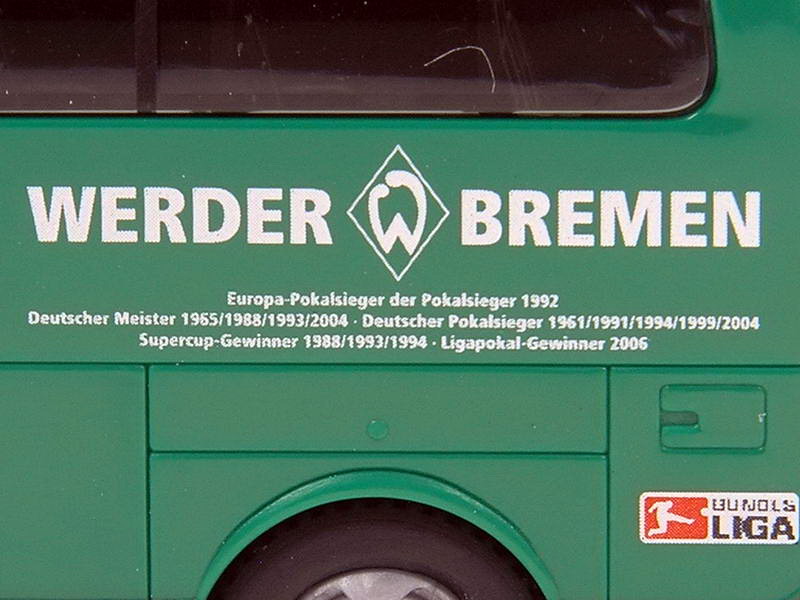 WERDER W BREMEN
Europa-Pokalsieger der Pokalsieger 1992
Deutscher Meister 1965/1988/1993/2004 · Deutscher Pokalsieger 1961/1991/1994/1999/2004
Supercup-Gewinner 1988/1993/1994 · Ligapokal-Gewinner 2006
BUNDES
LIGA